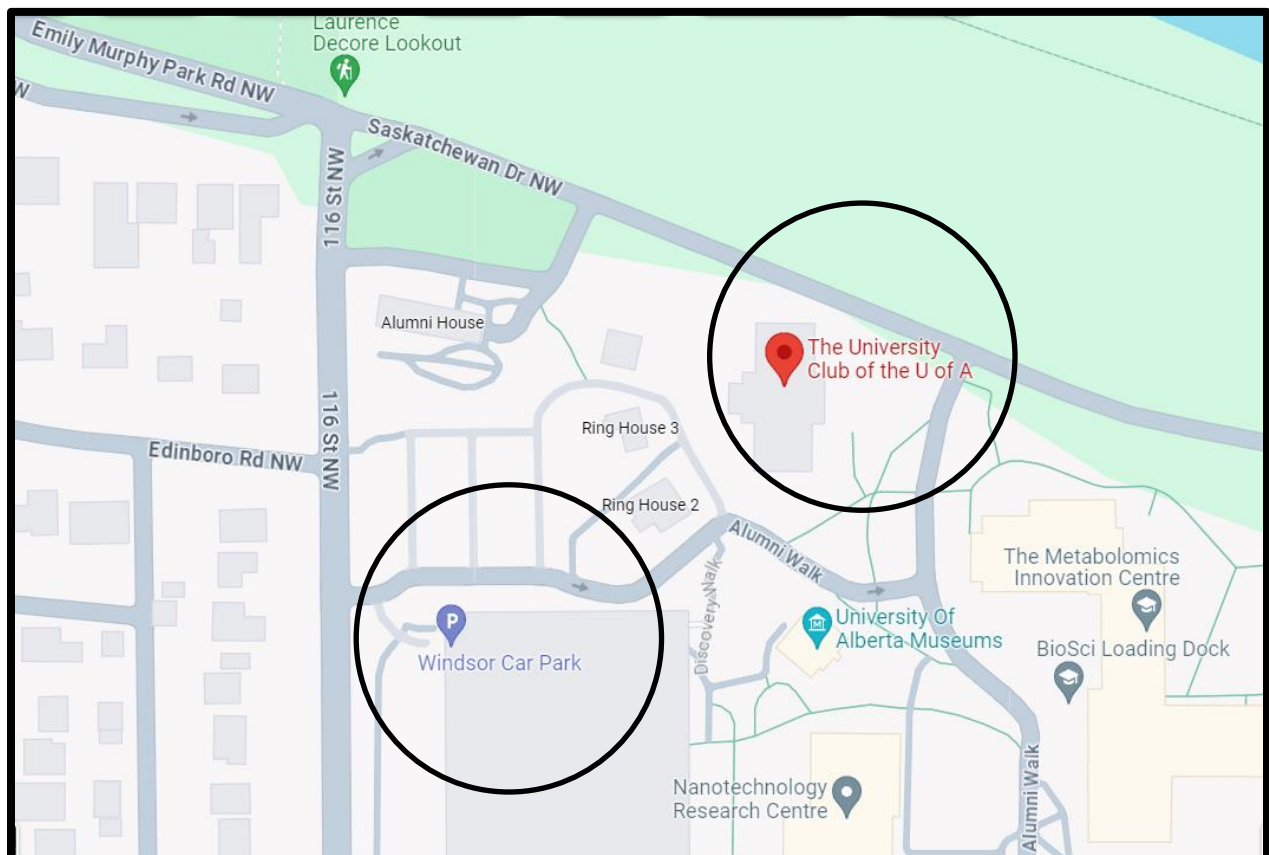 Laurence
Decore Lookout
Emily Murphy Park Rd NW
W
Saskatchewan Dr NW
116 St NW
Alumni House
The University
Club of the U of A
116 St NW
Ring House 3
Edinboro Rd NW
Ring House 2
Alumni Walk
The Metabolomics
Innovation Centre
Discovery Walk
P
Windsor Car Park
University Of
Alberta Museums
M
BioSci Loading Dock
Nanotechnology
Research Centre
Alumni Walk